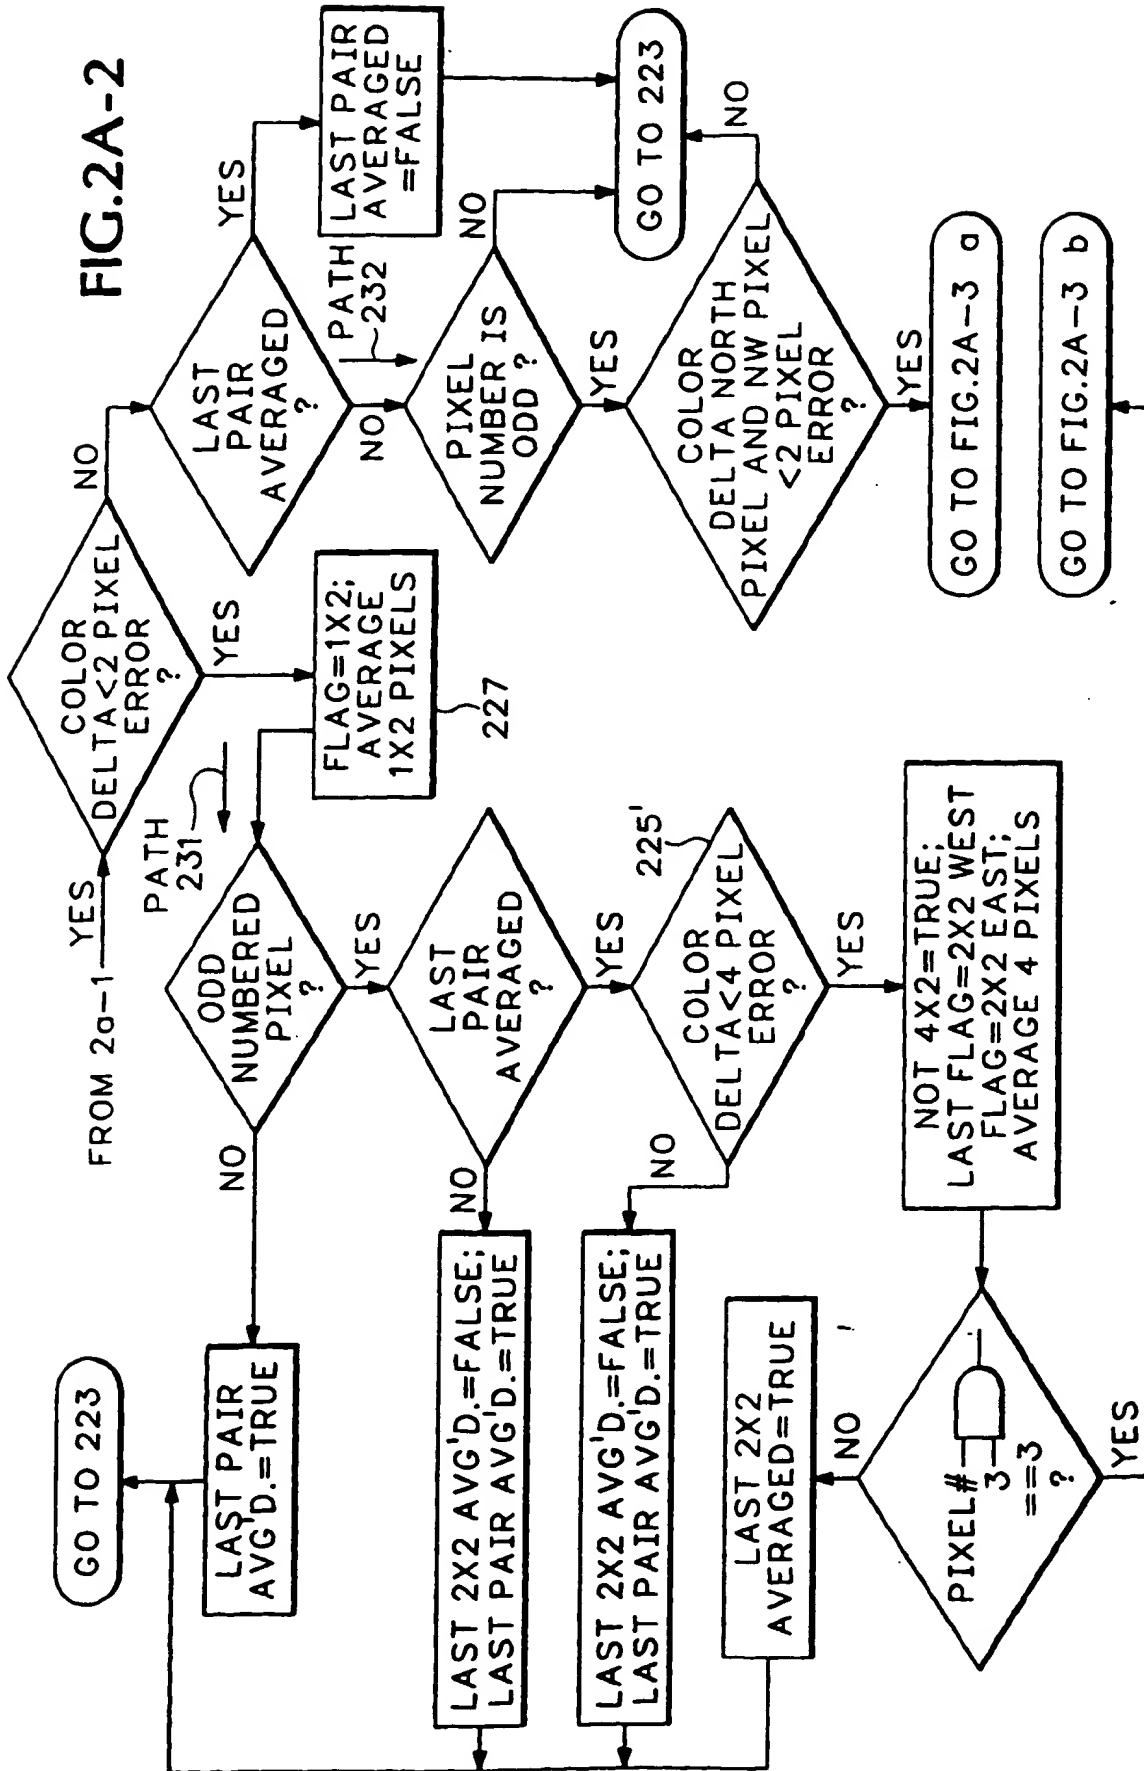 FIG.2A-2
FROM 2a-1
YES
COLOR
DELTA<2 PIXEL
ERROR
?
NO
YES
LAST
PAIR
AVERAGED
?
YES
NO
LAST PAIR
AVERAGED
=FALSE
PATH
232
PIXEL
NUMBER IS
ODD ?
NO
YES
GO TO 223
COLOR
DELTA NORTH
PIXEL AND NW PIXEL
<2 PIXEL
ERROR
?
NO
YES
GO TO FIG.2A-3 a
GO TO FIG.2A-3 b
FLAG=1X2;
AVERAGE
1X2 PIXELS
227
PATH
231
ODD
NUMBERED
PIXEL
?
NO
YES
LAST
PAIR
AVERAGED
?
NO
YES
225'
COLOR
DELTA<4 PIXEL
ERROR
?
NO
YES
NOT 4X2=TRUE;
LAST FLAG=2X2 WEST
FLAG=2X2 EAST;
AVERAGE 4 PIXELS
GO TO 223
LAST PAIR
AVG'D.=TRUE
LAST 2X2 AVG'D.=FALSE;
LAST PAIR AVG'D.=TRUE
LAST 2X2 AVG'D.=FALSE;
LAST PAIR AVG'D.=TRUE
LAST 2X2
AVERAGED=TRUE
NO
PIXEL#
3
==3
?
YES